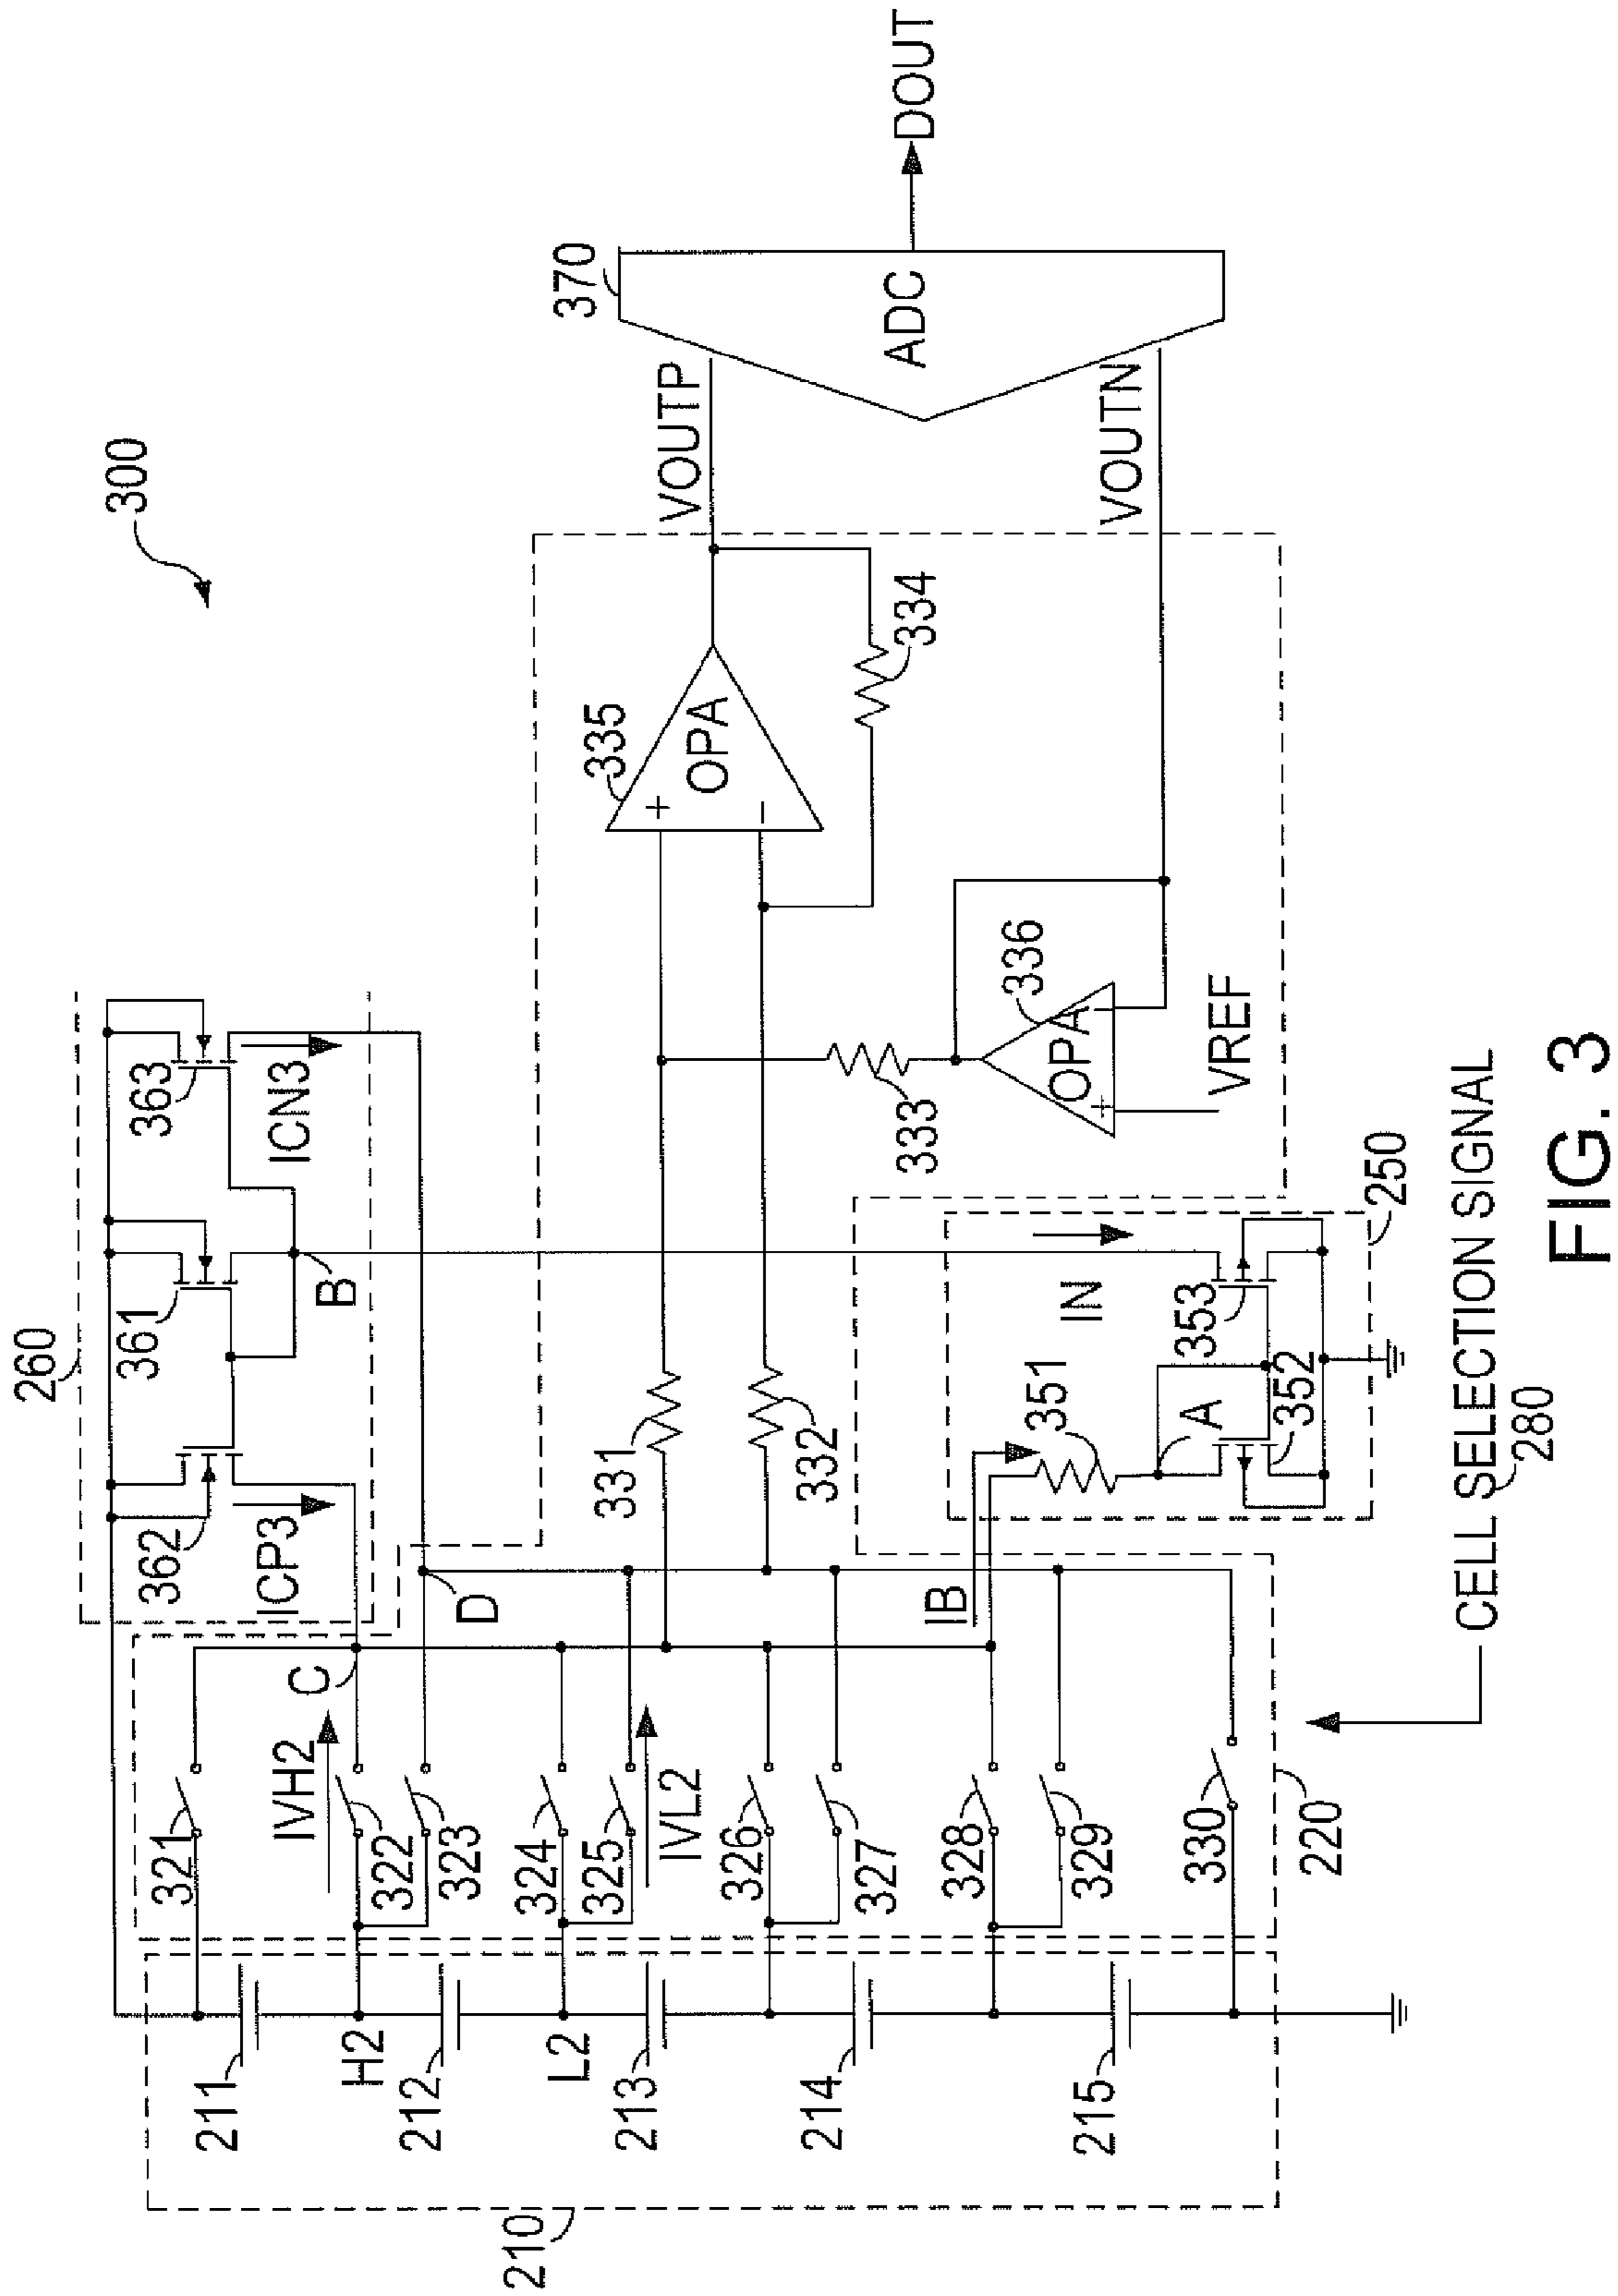 300
260
362
361
363
ICP3
ICN3
B
C
D
321
IVH2
322
323
324
325
IVL2
326
327
328
329
330
220
211
H2
212
L2
213
214
215
210
331
332
333
334
335
OPA
+
−
336
OPA
+
−
VREF
VOUTP
VOUTN
370
ADC
DOUT
IB
351
A
352
353
IN
250
CELL SELECTION SIGNAL
280
FIG. 3